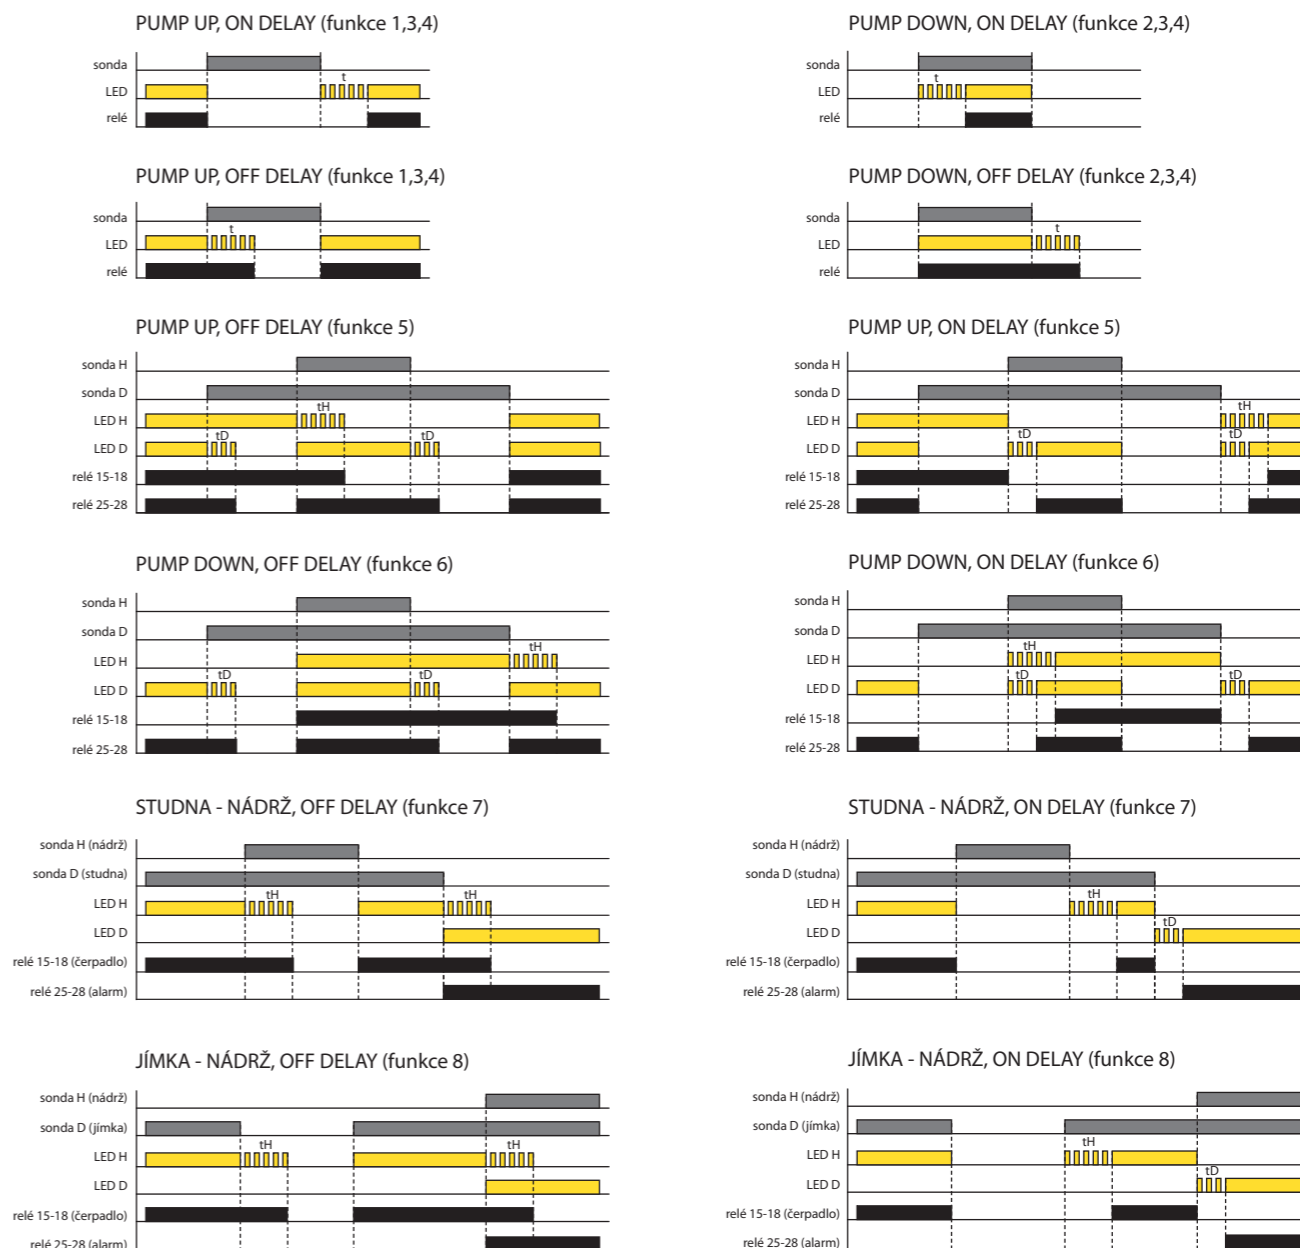 PUMP UP, ON DELAY (funkce 1,3,4)
sonda
t
LED
relé
PUMP DOWN, ON DELAY (funkce 2,3,4)
sonda
t
LED
relé
PUMP UP, OFF DELAY (funkce 1,3,4)
sonda
t
LED
relé
PUMP DOWN, OFF DELAY (funkce 2,3,4)
sonda
t
LED
relé
PUMP UP, OFF DELAY (funkce 5)
sonda H
sonda D
tH
LED H
tD tD
LED D
relé 15-18
relé 25-28
PUMP UP, ON DELAY (funkce 5)
sonda H
sonda D
tH
LED H
tD tD
LED D
relé 15-18
relé 25-28
PUMP DOWN, OFF DELAY (funkce 6)
sonda H
sonda D
tH
LED H
tD tD
LED D
relé 15-18
relé 25-28
PUMP DOWN, ON DELAY (funkce 6)
sonda H
sonda D
tH
LED H
tD tD
LED D
relé 15-18
relé 25-28
STUDNA - NÁDRŽ, OFF DELAY (funkce 7)
sonda H (nádrž)
sonda D (studna)
tH tH
LED H
LED D
relé 15-18 (čerpadlo)
relé 25-28 (alarm)
STUDNA - NÁDRŽ, ON DELAY (funkce 7)
sonda H (nádrž)
sonda D (studna)
tH
LED H
tD
LED D
relé 15-18 (čerpadlo)
relé 25-28 (alarm)
JÍMKA - NÁDRŽ, OFF DELAY (funkce 8)
sonda H (nádrž)
sonda D (jímka)
tH tH
LED H
LED D
relé 15-18 (čerpadlo)
relé 25-28 (alarm)
JÍMKA - NÁDRŽ, ON DELAY (funkce 8)
sonda H (nádrž)
sonda D (jímka)
tH
LED H
tD
LED D
relé 15-18 (čerpadlo)
relé 25-28 (alarm)